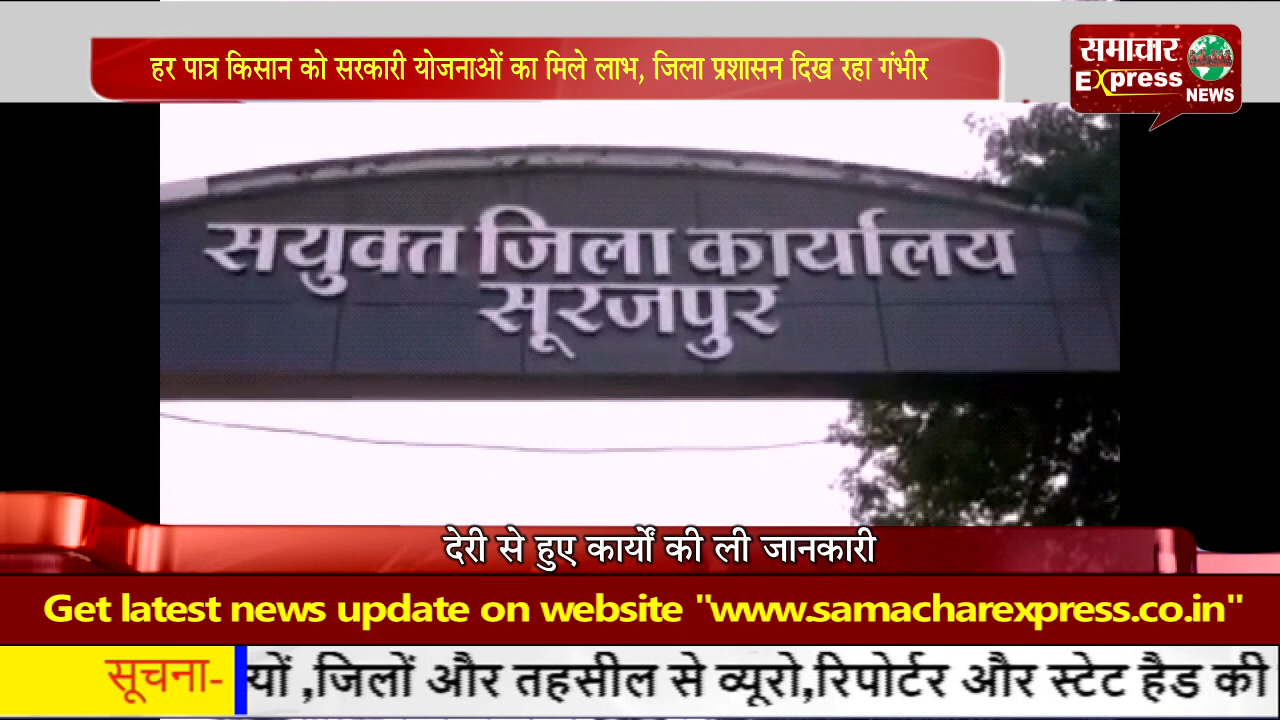 हर पात्र किसान को सरकारी योजनाओं का मिले लाभ, जिला प्रशासन दिख रहा गंभीर
समाचार
Express
NEWS
सयुक्त जिला कार्यालय
सूरजपुर
देरी से हुए कार्यों की ली जानकारी
Get latest news update on website "www.samacharexpress.co.in"
सूचना- यों ,जिलों और तहसील से व्यूरो,रिपोर्टर और स्टेट हैड की